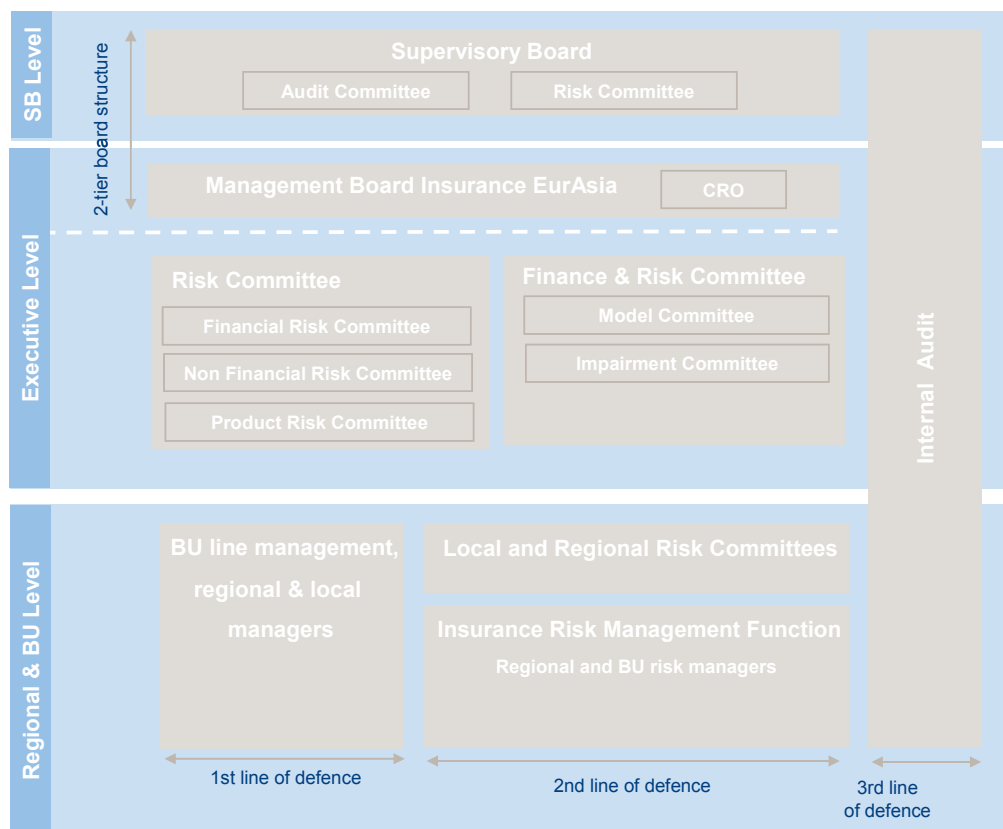 SB Level
2-tier board structure
Supervisory Board
Audit Committee
Risk Committee
Executive Level
Management Board Insurance EurAsia
CRO
Risk Committee
Financial Risk Committee
Non Financial Risk Committee
Product Risk Committee
Finance & Risk Committee
Model Committee
Impairment Committee
Internal Audit
Regional & BU Level
BU line management,
regional & local
managers
Local and Regional Risk Committees
Insurance Risk Management Function
Regional and BU risk managers
1st line of defence
2nd line of defence
3rd line
of defence